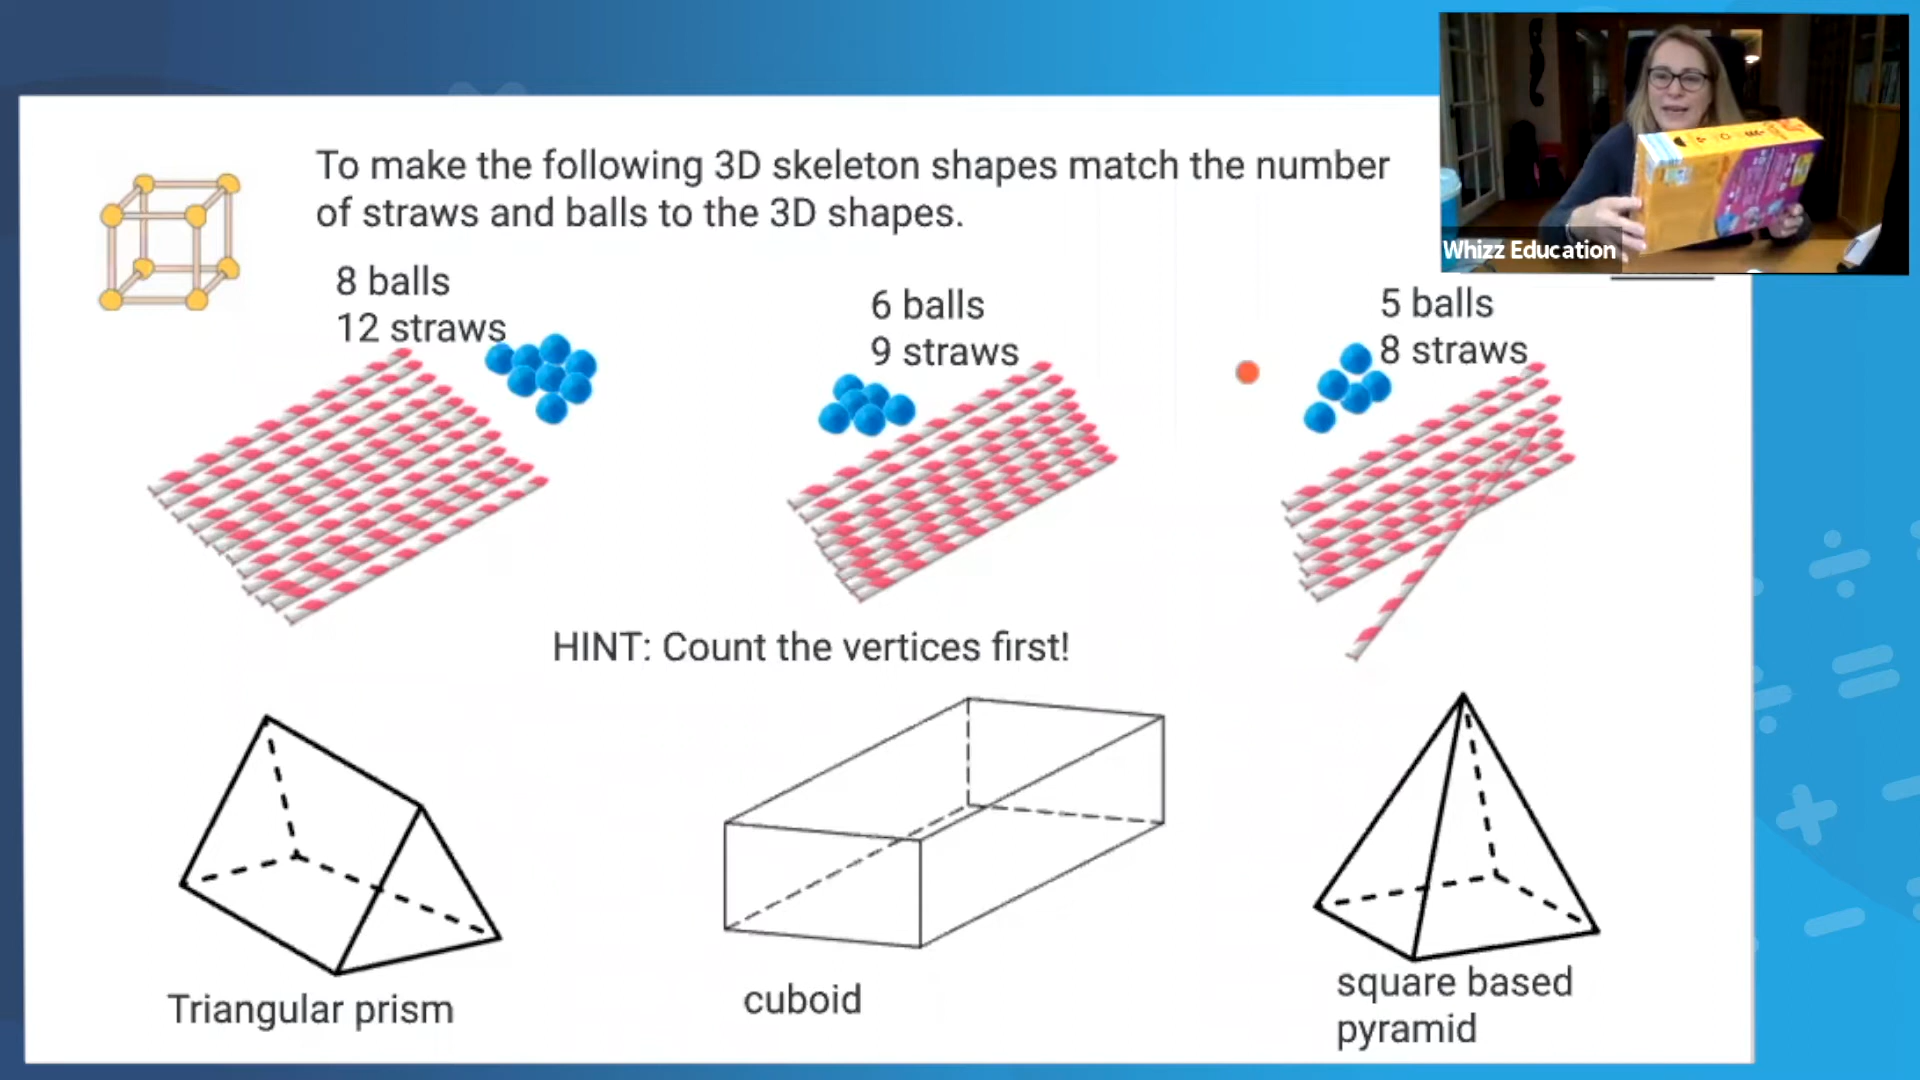 To make the following 3D skeleton shapes match the number
of straws and balls to the 3D shapes.
Whizz Education
8 balls
12 straws
6 balls
9 straws
5 balls
8 straws
HINT: Count the vertices first!
Triangular prism
cuboid
square based
pyramid